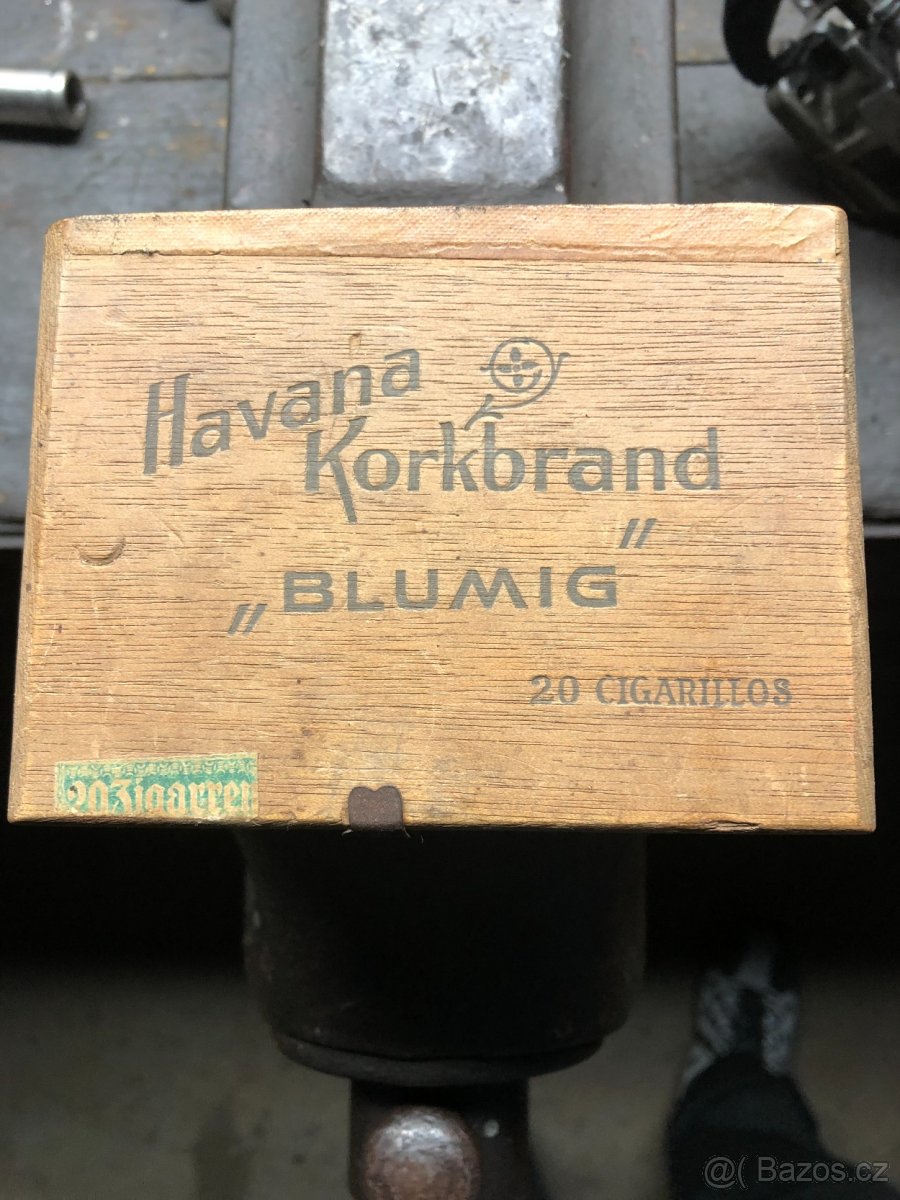 Havana
Korkbrand
„BLUMIG"
20 CIGARILLOS
20 Zigarren
@( Bazos.cz